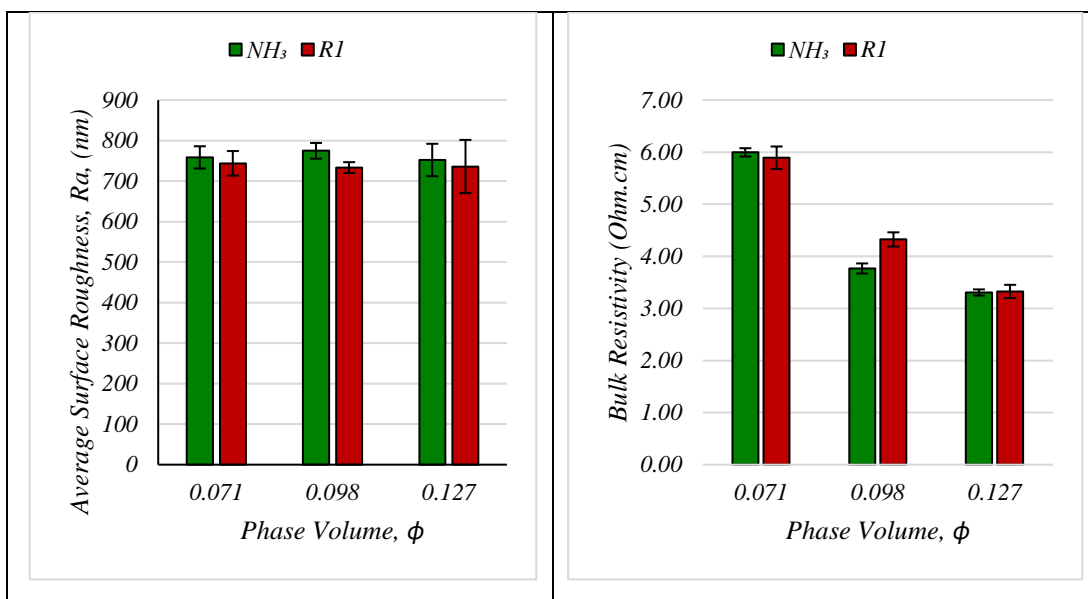 NH₃ R1
Average Surface Roughness, Ra, (nm)
900
800
700
600
500
400
300
200
100
0
0.071 0.098 0.127
Phase Volume, ϕ
NH₃ R1
Bulk Resistivity (Ohm.cm)
7.00
6.00
5.00
4.00
3.00
2.00
1.00
0.00
0.071 0.098 0.127
Phase Volume, ϕ